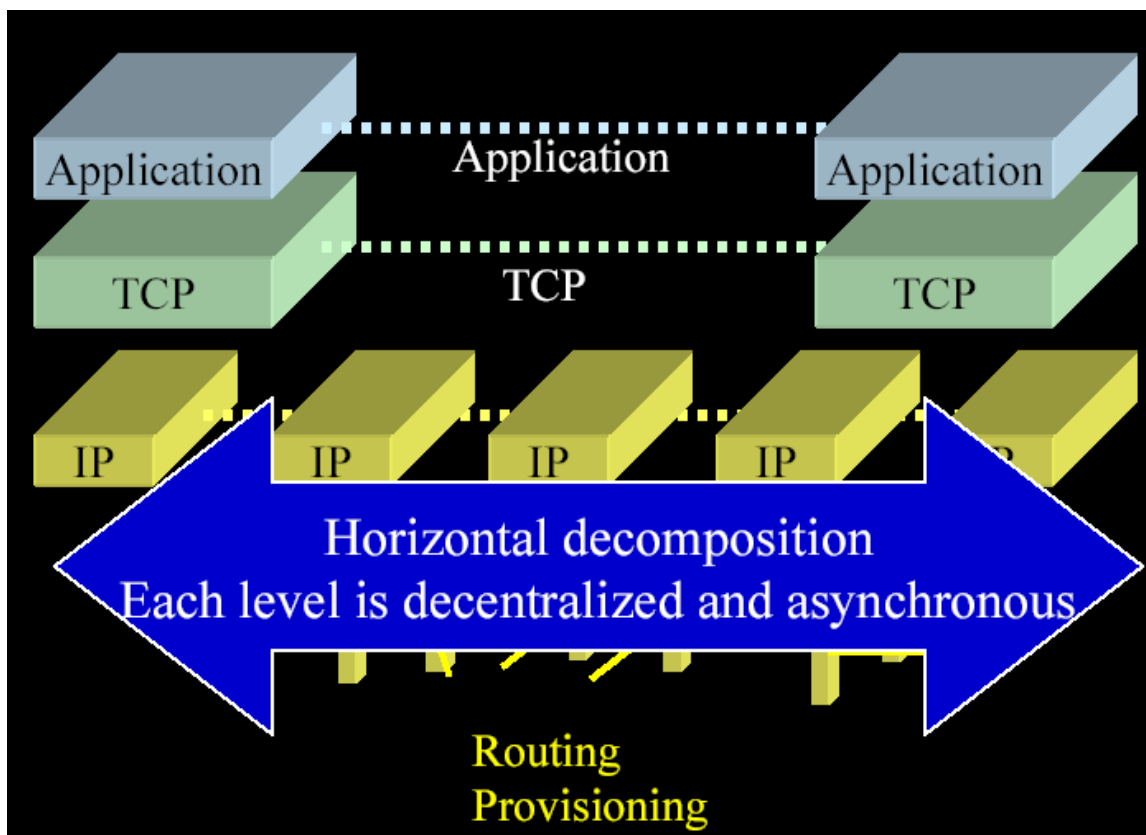 Application
Application
Application
TCP
TCP
TCP
IP
IP
IP
IP
IP
Horizontal decomposition
Each level is decentralized and asynchronous
Routing
Provisioning